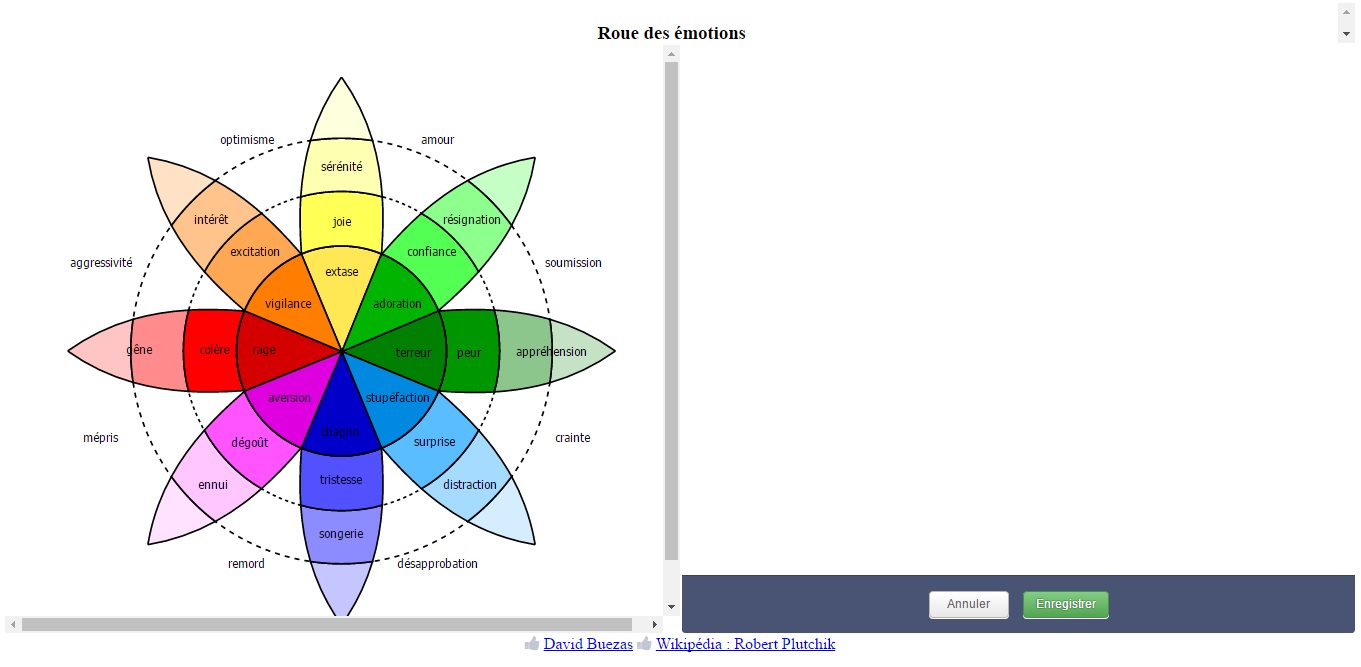 Roue des émotions
optimisme
amour
sérénité
intérêt
résignation
joie
excitation
confiance
aggressivité
soumission
extase
vigilance
adoration
gêne
colère
rage
terreur
peur
appréhension
aversion
stupéfaction
mépris
chagrin
crainte
dégoût
surprise
ennui
tristesse
distraction
songerie
remord
désapprobation
Annuler
Enregistrer
David Buezas Wikipédia : Robert Plutchik